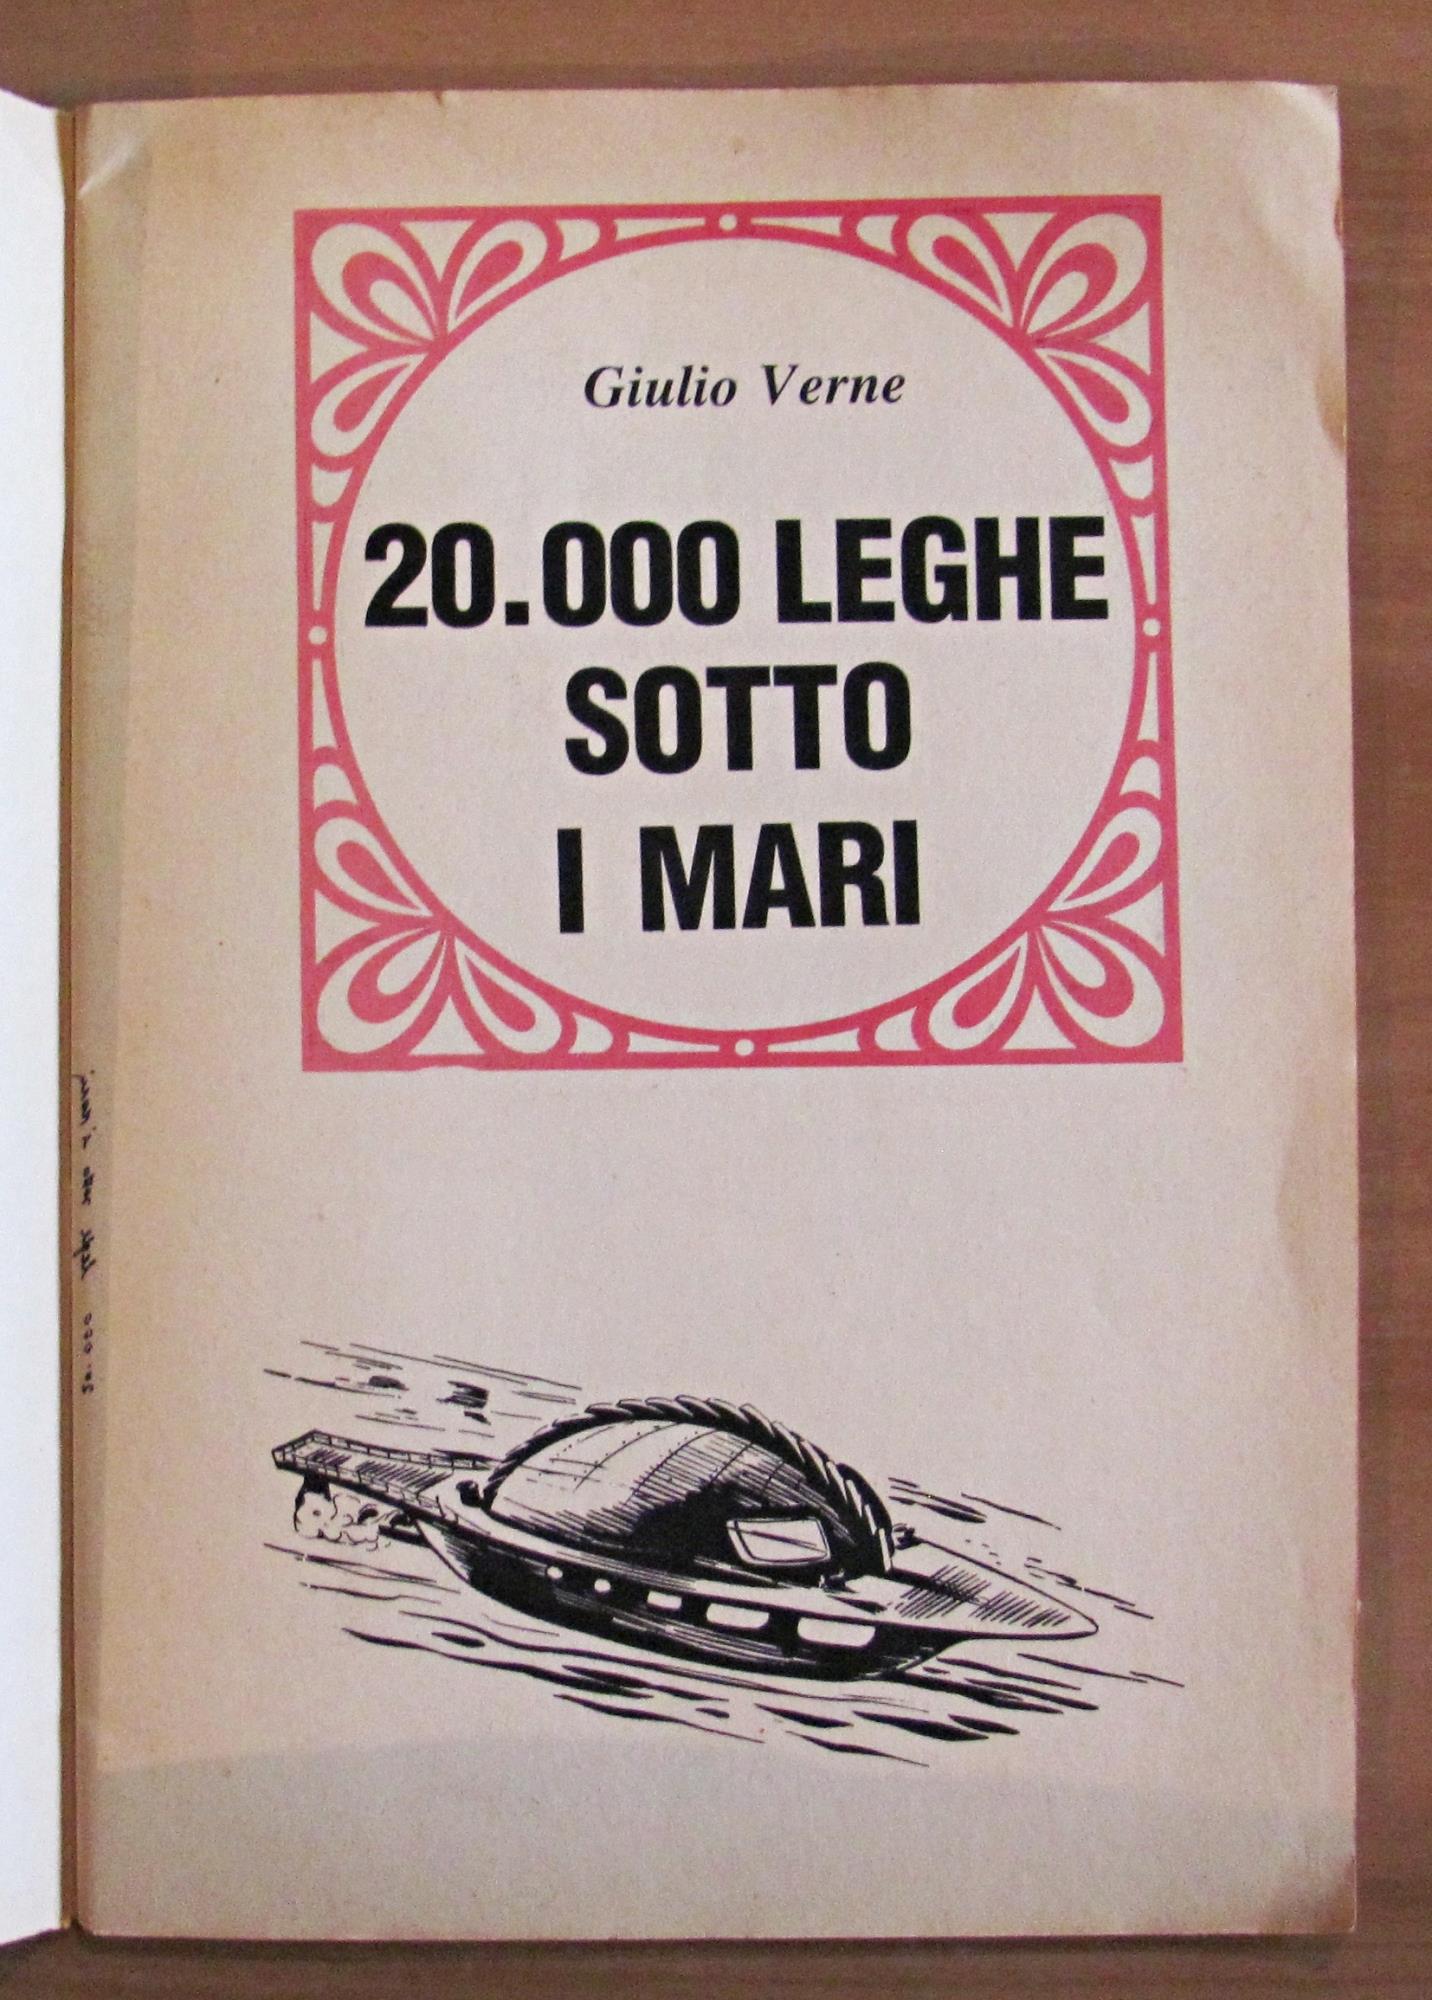 Giulio Verne
20.000 LEGHE
SOTTO
I MARI